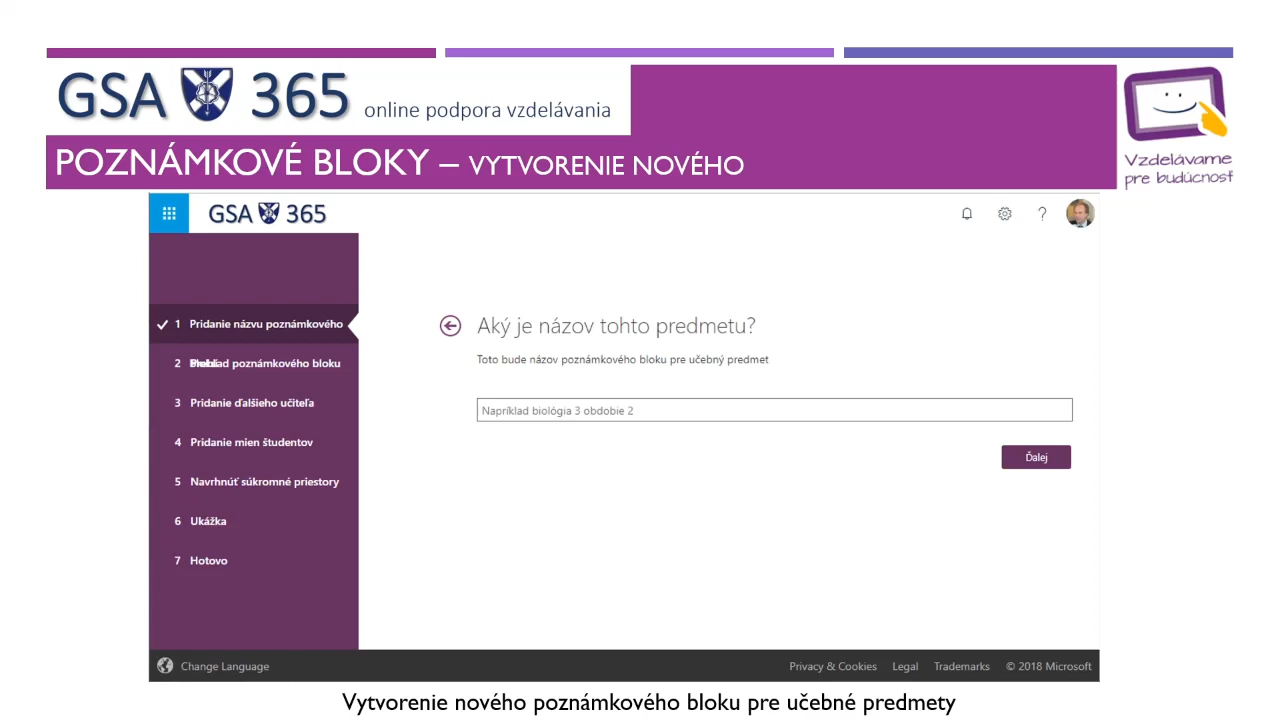 GSA 365 online podpora vzdelávania
Vzdelávame
pre budúcnosť
POZNÁMKOVÉ BLOKY – VYTVORENIE NOVÉHO
GSA 365
?
1 Pridanie názvu poznámkového
2 Prehľad poznámkového bloku
3 Pridanie ďalšieho učiteľa
4 Pridanie mien študentov
5 Navrhnúť súkromné priestory
6 Ukážka
7 Hotovo
Aký je názov tohto predmetu?
Toto bude názov poznámkového bloku pre učebný predmet
Napríklad biológia 3 obdobie 2
Ďalej
Change Language
Privacy & Cookies Legal Trademarks © 2018 Microsoft
Vytvorenie nového poznámkového bloku pre učebné predmety